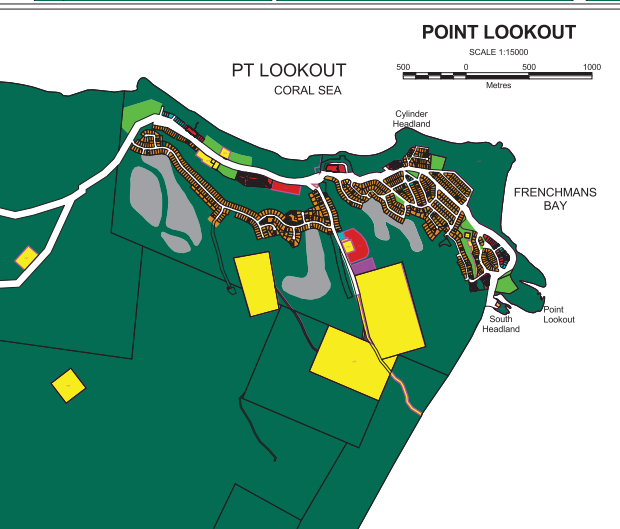 POINT LOOKOUT
SCALE 1:15000
500 0 500 1000
Metres
PT LOOKOUT
CORAL SEA
Cylinder
Headland
FRENCHMANS
BAY
Point
Lookout
South
Headland